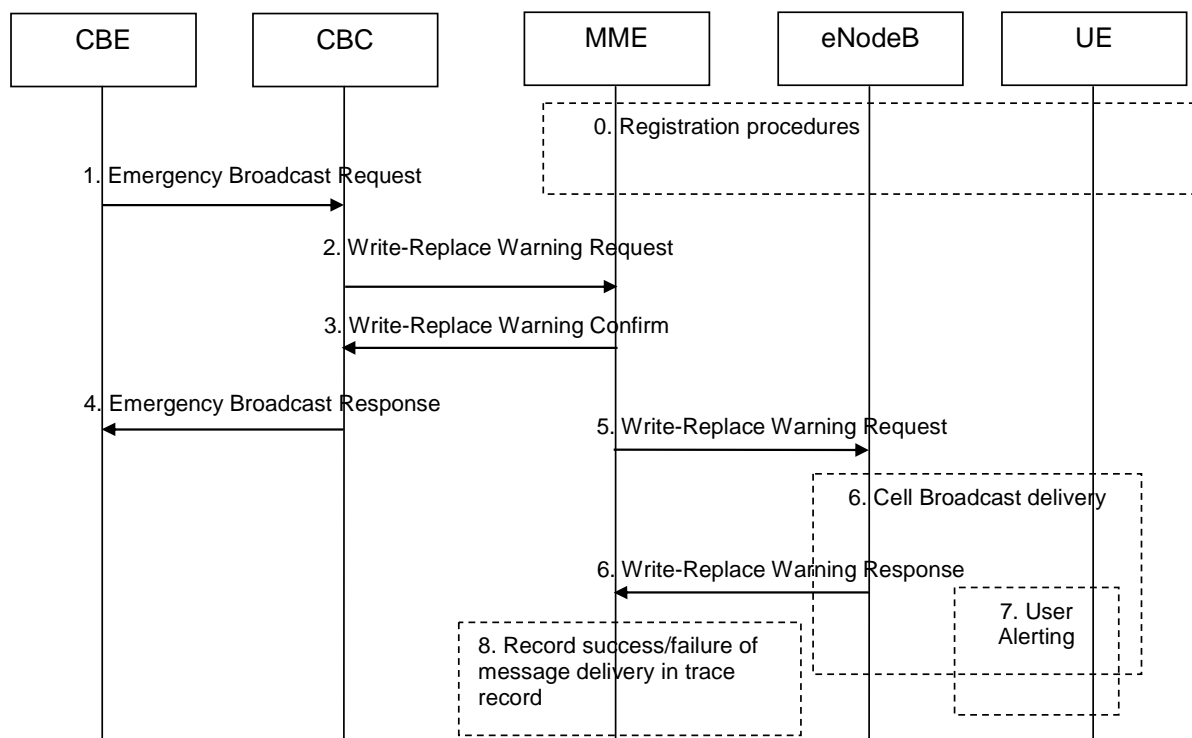 CBE
CBC
MME
eNodeB
UE
0. Registration procedures
1. Emergency Broadcast Request
2. Write-Replace Warning Request
3. Write-Replace Warning Confirm
4. Emergency Broadcast Response
5. Write-Replace Warning Request
6. Cell Broadcast delivery
6. Write-Replace Warning Response
7. User
Alerting
8. Record success/failure of
message delivery in trace
record